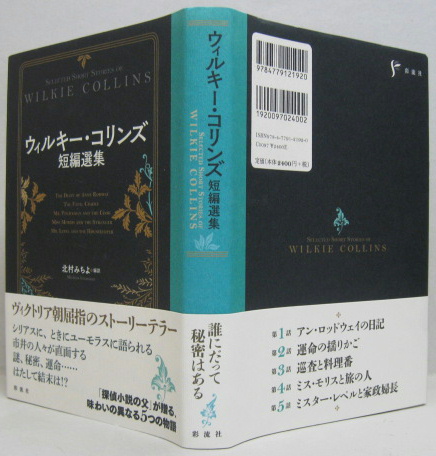 SELECTED SHORT STORIES OF
WILKIE COLLINS
ウィルキー・コリンズ
短編選集
THE DIARY OF ANNE RODWAY
THE FATAL CRADLE
MR. POLICEMAN AND THE COOK
MISS MORRIS AND THE STRANGER
MR. LEPEL AND THE HOUSEKEEPER
北村みちよ 編訳
ヴィクトリア朝屈指のストーリーテラー
シリアスに、ときにユーモラスに語られる
市井の人々が直面する
謎、秘密、運命……
はたして結末は!?
「探偵小説の父」が贈る、
味わいの異なる5つの物語
彩流社
ウィルキー・コリンズ 短編選集
SELECTED SHORT STORIES OF
WILKIE COLLINS
誰にだって
秘密はある
彩流社
9784779121920
1920097024002
彩流社
定価(本体2400円+税)
SELECTED SHORT STORIES OF
WILKIE COLLINS
第1話 アン・ロッドウェイの日記
第2話 運命の揺りかご
第3話 巡査と料理番
第4話 ミス・モリスと旅の人
第5話 ミスター・レペルと家政婦長